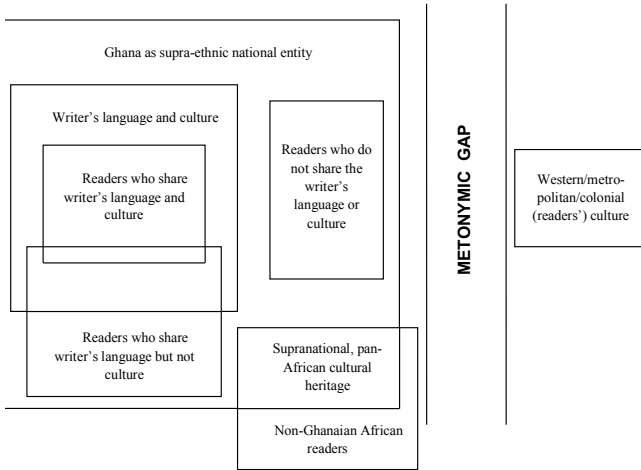 Ghana as supra-ethnic national entity
Writer's language and culture
Readers who share
writer's language and
culture
Readers who share
writer's language but not
culture
Readers who do
not share the
writer's
language or
culture
Supranational, pan-
African cultural
heritage
Non-Ghanaian African
readers
METONYMIC GAP
Western/metro-
politan/colonial
(readers') culture